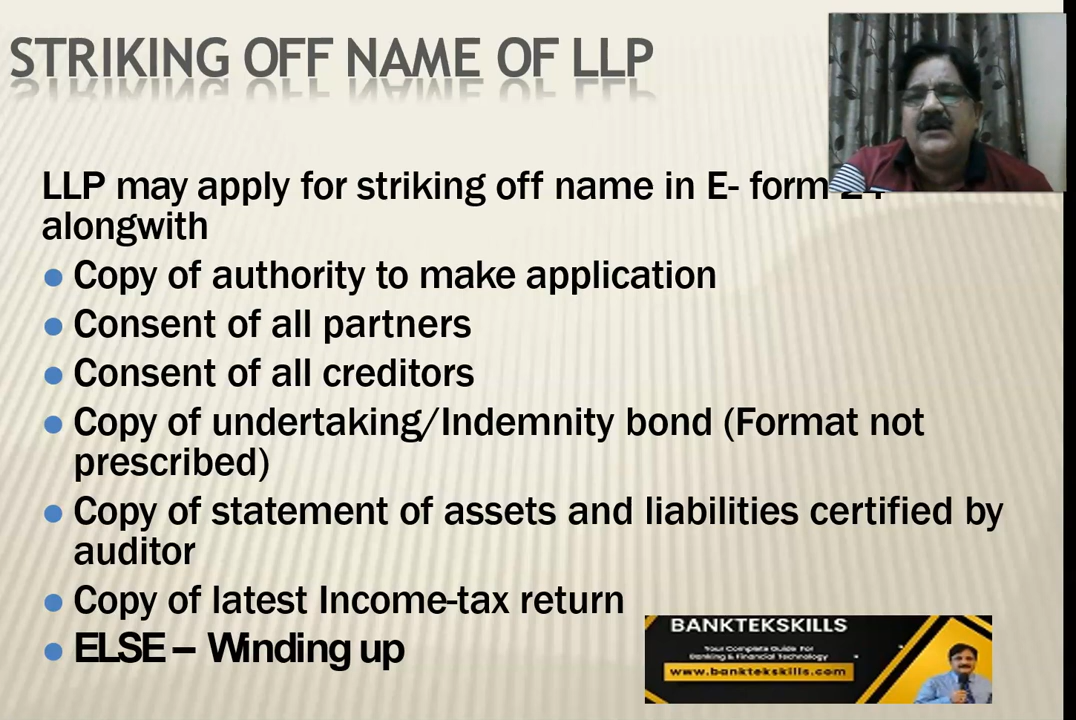 STRIKING OFF NAME OF LLP
LLP may apply for striking off name in E- form
alongwith
Copy of authority to make application
Consent of all partners
Consent of all creditors
Copy of undertaking/Indemnity bond (Format not
prescribed)
Copy of statement of assets and liabilities certified by
auditor
Copy of latest Income-tax return
ELSE – Winding up
BANKTEKSKILLS
Your Complete Guide For
Banking & Financial Technology
www.banktekskills.com